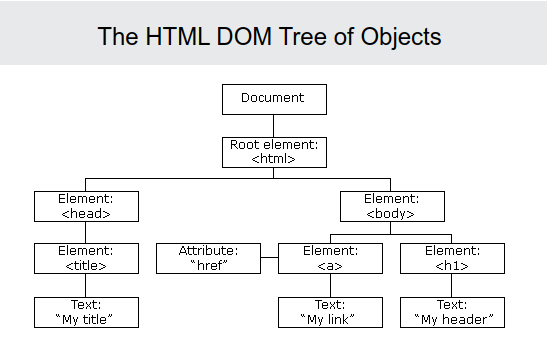 The HTML DOM Tree of Objects
Document
Root element:
<html>
Element:
<head>
Element:
<body>
Element:
<title>
Attribute:
“href”
Element:
<a>
Element:
<h1>
Text:
“My title”
Text:
“My link”
Text:
“My header”